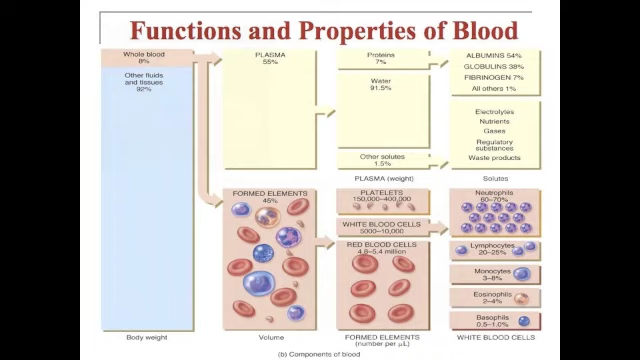 Functions and Properties of Blood
Whole blood
8%
Other fluids
and tissues
92%
Body weight
PLASMA
55%
FORMED ELEMENTS
45%
Volume
Proteins
7%
Water
91.5%
Other solutes
1.5%
PLASMA (weight)
PLATELETS
150,000–400,000
WHITE BLOOD CELLS
5000–10,000
RED BLOOD CELLS
4.8–5.4 million
FORMED ELEMENTS
(number per µL)
ALBUMINS 54%
GLOBULINS 38%
FIBRINOGEN 7%
All others 1%
Electrolytes
Nutrients
Gases
Regulatory
substances
Waste products
Solutes
Neutrophils
60–70%
Lymphocytes
20–25%
Monocytes
3–8%
Eosinophils
2–4%
Basophils
0.5–1.0%
WHITE BLOOD CELLS
(b) Components of blood